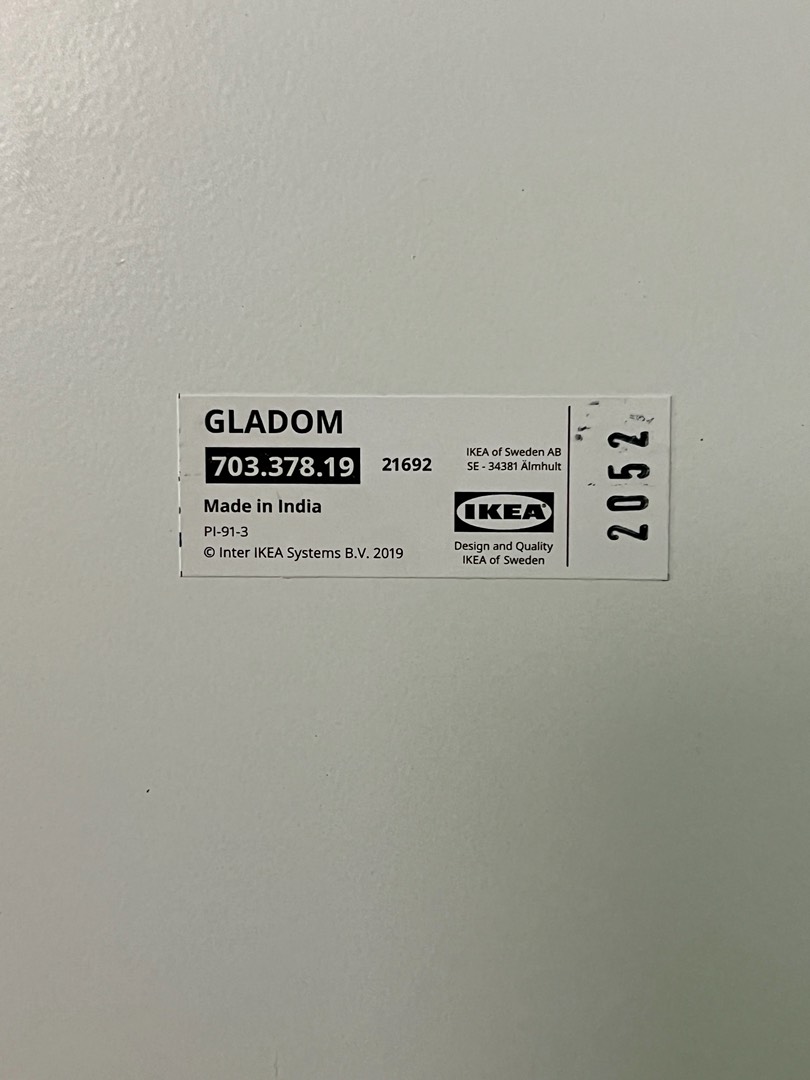 GLADOM
703.378.19 21692
Made in India
PI-91-3
© Inter IKEA Systems B.V. 2019
IKEA of Sweden AB
SE - 34381 Älmhult
IKEA®
Design and Quality
IKEA of Sweden
2052